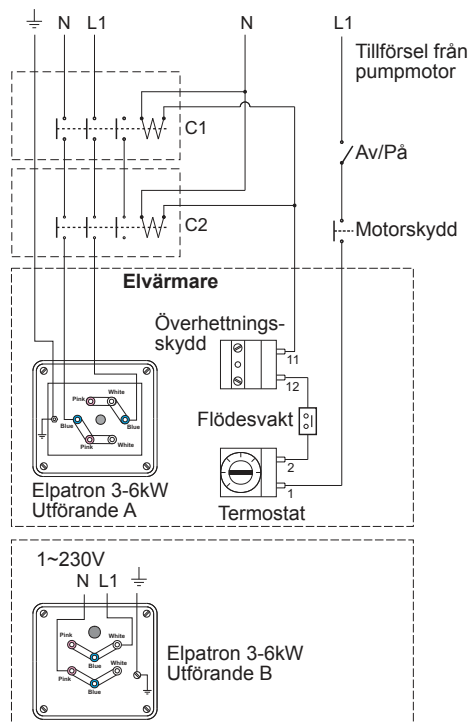 N L1 N L1
Tillförsel från
pumpmotor
C1
Av/På
C2
Motorskydd
Elvärmare
Överhettnings-
skydd
11
12
Pink White
Blue Blue
Pink White
Flödesvakt
2
1
Elpatron 3-6kW
Utförande A
Termostat
1~230V
N L1
Pink White
Blue
Pink White
Blue
Elpatron 3-6kW
Utförande B